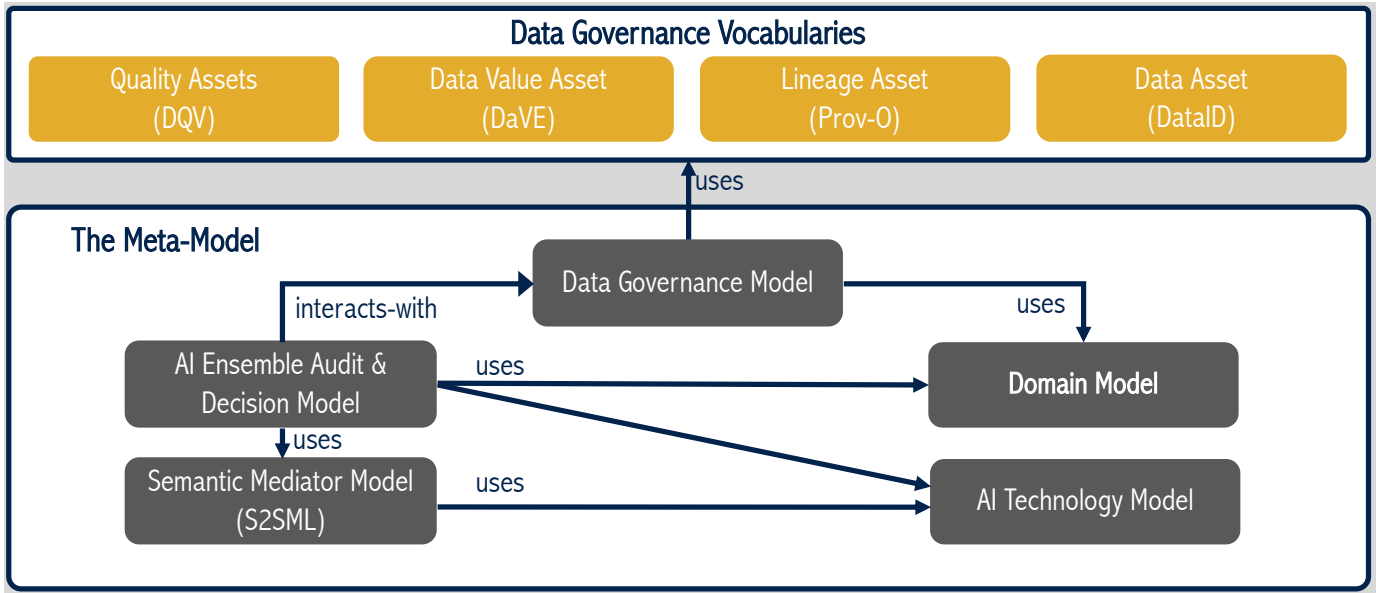 Data Governance Vocabularies
Quality Assets
(DQV)
Data Value Asset
(DaVE)
Lineage Asset
(Prov-O)
Data Asset
(DataID)
uses
The Meta-Model
Data Governance Model
interacts-with
uses
AI Ensemble Audit &
Decision Model
uses
Domain Model
uses
Semantic Mediator Model
(S2SML)
uses
AI Technology Model